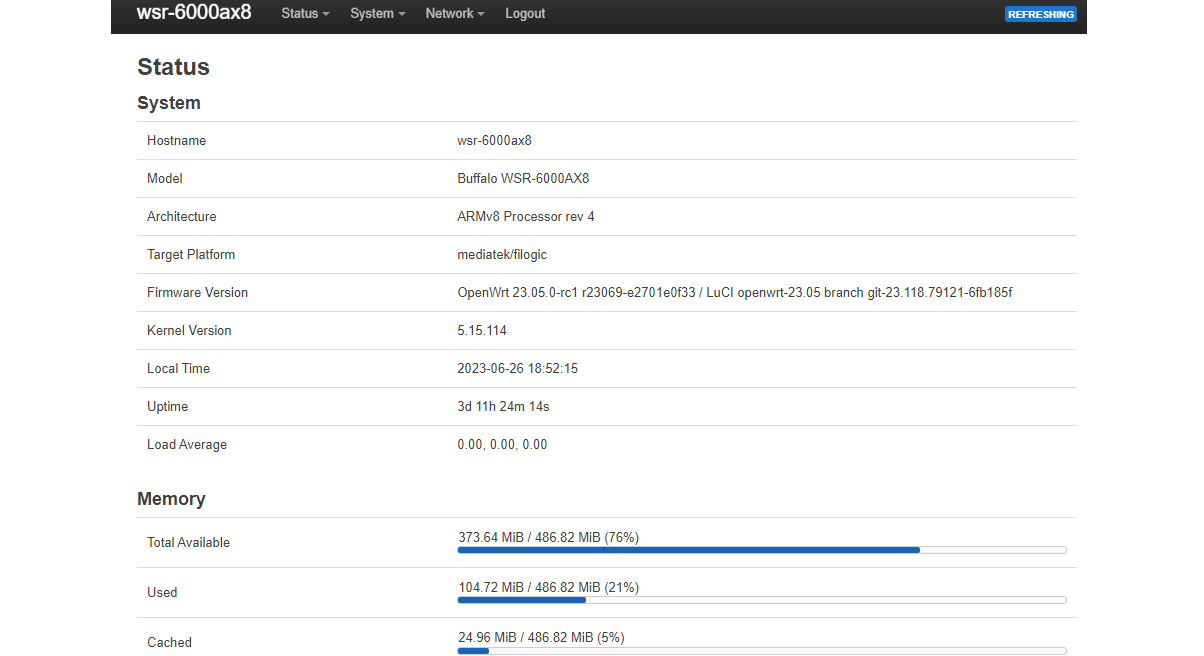 wsr-6000ax8 Status System Network Logout REFRESHING
Status
System
Hostname wsr-6000ax8
Model Buffalo WSR-6000AX8
Architecture ARMv8 Processor rev 4
Target Platform mediatek/filogic
Firmware Version OpenWrt 23.05.0-rc1 r23069-e2701e0f33 / LuCI openwrt-23.05 branch git-23.118.79121-6fb185f
Kernel Version 5.15.114
Local Time 2023-06-26 18:52:15
Uptime 3d 11h 24m 14s
Load Average 0.00, 0.00, 0.00
Memory
Total Available 373.64 MiB / 486.82 MiB (76%)
Used 104.72 MiB / 486.82 MiB (21%)
Cached 24.96 MiB / 486.82 MiB (5%)